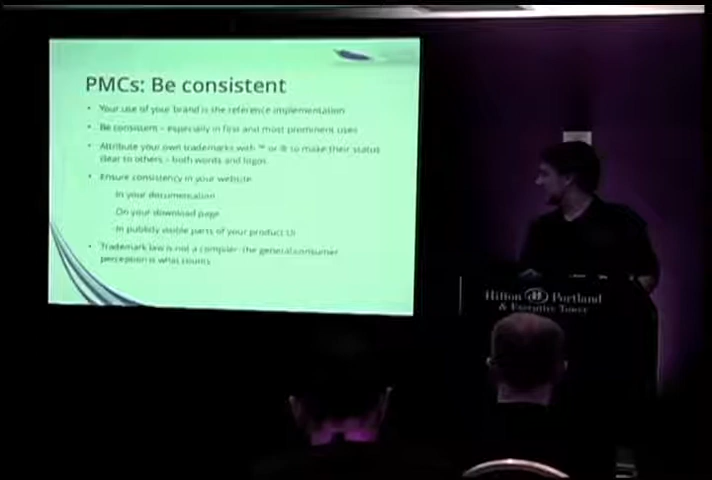 PMCs: Be consistent
• Your use of your brand is the reference implementation
• Be consistent – especially in first and most prominent uses
• Attribute your own trademarks with ™ or ® to make their status
clear to others – both words and logos
• Ensure consistency in your website
In your documentation
On your download page
In publicly visible parts of your product UI
• Trademark law is not a compiler: the general consumer
perception is what counts
Hilton H Portland
& Executive Tower